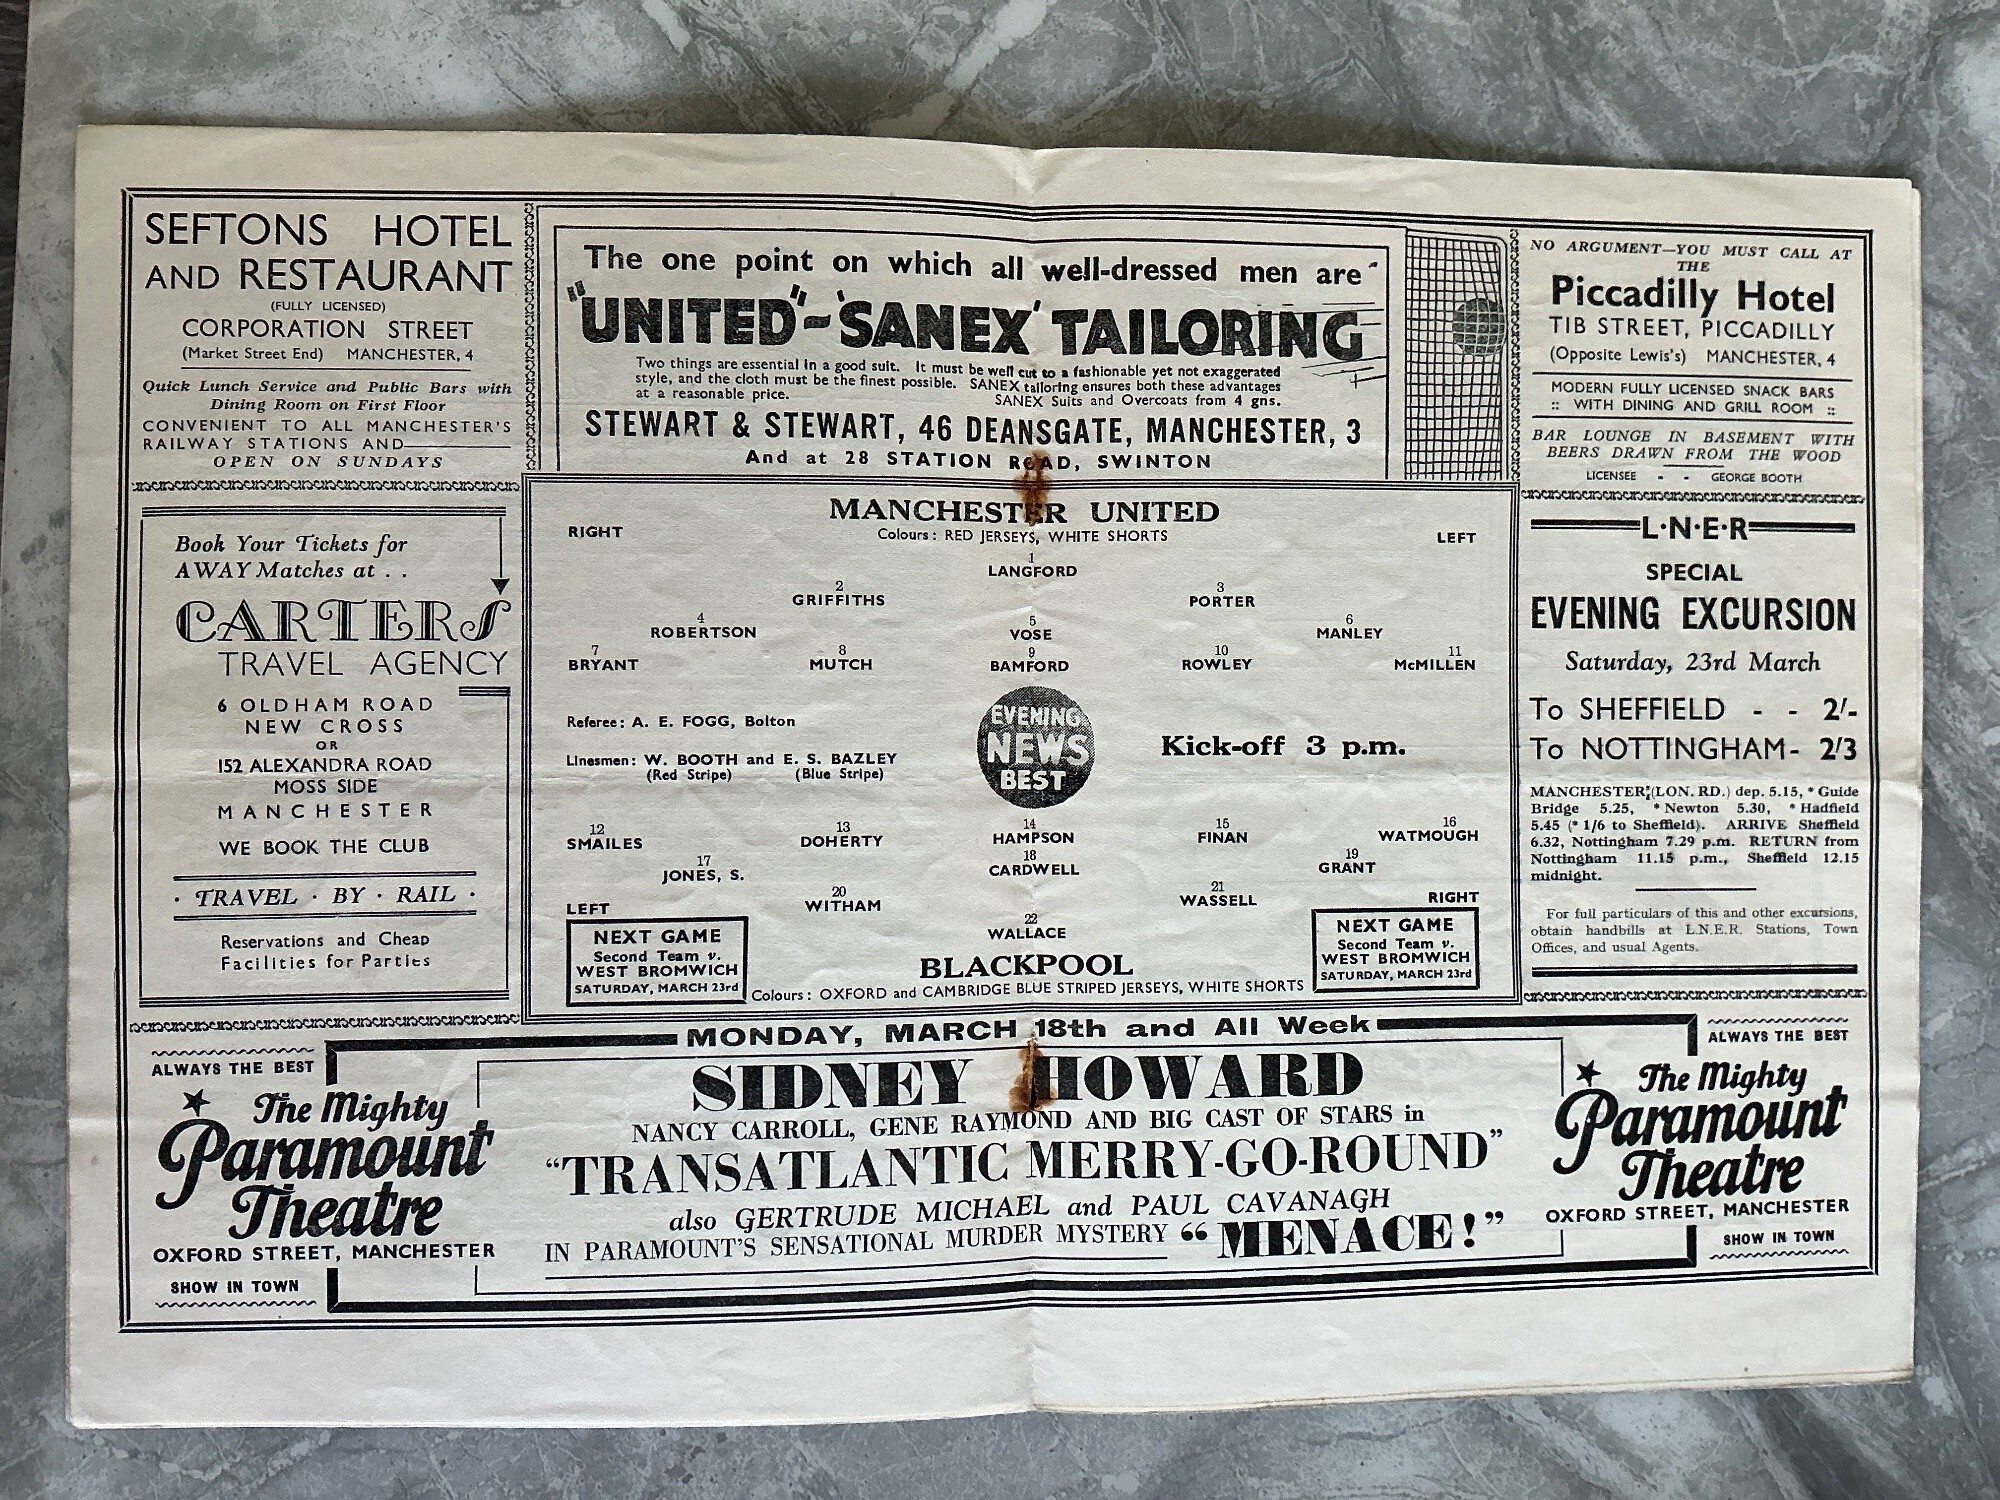 SEFTONS HOTEL
AND RESTAURANT
(FULLY LICENSED)
CORPORATION STREET
(Market Street End) MANCHESTER, 4
Quick Lunch Service and Public Bars with
Dining Room on First Floor
CONVENIENT TO ALL MANCHESTER'S
RAILWAY STATIONS AND
OPEN ON SUNDAYS
The one point on which all well-dressed men are
"UNITED"-'SANEX' TAILORING
Two things are essential in a good suit. It must be well cut to a fashionable yet not exaggerated
style, and the cloth must be the finest possible. SANEX tailoring ensures both these advantages
at a reasonable price. SANEX Suits and Overcoats from 4 gns.
STEWART & STEWART, 46 DEANSGATE, MANCHESTER, 3
And at 28 STATION ROAD, SWINTON
NO ARGUMENT—YOU MUST CALL AT
THE
Piccadilly Hotel
TIB STREET, PICCADILLY
(Opposite Lewis's) MANCHESTER, 4
MODERN FULLY LICENSED SNACK BARS
:: WITH DINING AND GRILL ROOM ::
BAR LOUNGE IN BASEMENT WITH
BEERS DRAWN FROM THE WOOD
LICENSEE - - GEORGE BOOTH
Book Your Tickets for
AWAY Matches at . .
CARTERS'
TRAVEL AGENCY
6 OLDHAM ROAD
NEW CROSS
OR
152 ALEXANDRA ROAD
MOSS SIDE
MANCHESTER
WE BOOK THE CLUB
· TRAVEL · BY · RAIL ·
Reservations and Cheap
Facilities for Parties
MANCHESTER UNITED
Colours: RED JERSEYS, WHITE SHORTS
RIGHT LEFT
1
LANGFORD
2 3
GRIFFITHS PORTER
4 5 6
ROBERTSON VOSE MANLEY
7 8 9 10 11
BRYANT MUTCH BAMFORD ROWLEY McMILLEN
Referee: A. E. FOGG, Bolton
Linesmen: W. BOOTH and E. S. BAZLEY
(Red Stripe) (Blue Stripe)
EVENING
NEWS
BEST
Kick-off 3 p.m.
12 13 14 15 16
SMAILES DOHERTY HAMPSON FINAN WATMOUGH
17 18 19
JONES, S. CARDWELL GRANT
20 21
WITHAM WASSELL
LEFT RIGHT
22
WALLACE
NEXT GAME
Second Team v.
WEST BROMWICH
SATURDAY, MARCH 23rd
BLACKPOOL
Colours: OXFORD and CAMBRIDGE BLUE STRIPED JERSEYS, WHITE SHORTS
NEXT GAME
Second Team v.
WEST BROMWICH
SATURDAY, MARCH 23rd
L·N·E·R
SPECIAL
EVENING EXCURSION
Saturday, 23rd March
To SHEFFIELD - - 2/-
To NOTTINGHAM- 2/3
MANCHESTER (LON. RD.) dep. 5.15, * Guide
Bridge 5.25, * Newton 5.30, * Hadfield
5.45 (* 1/6 to Sheffield). ARRIVE Sheffield
6.32, Nottingham 7.29 p.m. RETURN from
Nottingham 11.15 p.m., Sheffield 12.15
midnight.
For full particulars of this and other excursions,
obtain handbills at L.N.E.R. Stations, Town
Offices, and usual Agents.
MONDAY, MARCH 18th and All Week
ALWAYS THE BEST
The Mighty
Paramount
Theatre
OXFORD STREET, MANCHESTER
SHOW IN TOWN
SIDNEY HOWARD
NANCY CARROLL, GENE RAYMOND AND BIG CAST OF STARS in
"TRANSATLANTIC MERRY-GO-ROUND"
also GERTRUDE MICHAEL and PAUL CAVANAGH
IN PARAMOUNT'S SENSATIONAL MURDER MYSTERY "MENACE!"
ALWAYS THE BEST
The Mighty
Paramount
Theatre
OXFORD STREET, MANCHESTER
SHOW IN TOWN